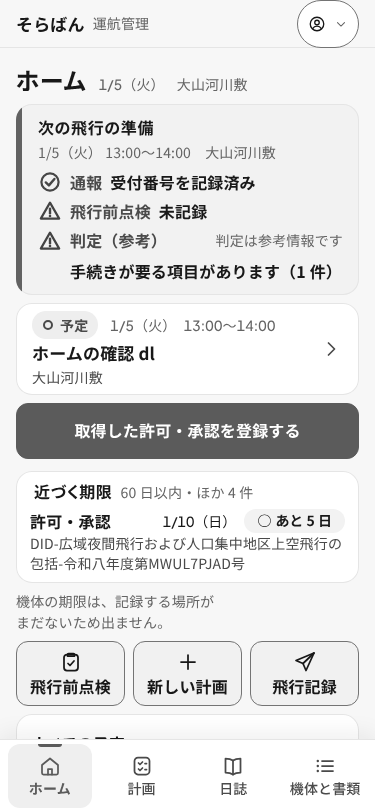 そらばん 運航管理
ホーム 1/5（火） 大山河川敷
次の飛行の準備
1/5（火） 13:00〜14:00 大山河川敷
通報 受付番号を記録済み
飛行前点検 未記録
判定（参考） 判定は参考情報です
手続きが要る項目があります（1 件）
予定 1/5（火） 13:00〜14:00
ホームの確認 dl
大山河川敷
取得した許可・承認を登録する
近づく期限 60 日以内・ほか 4 件
許可・承認 1/10（日） あと 5 日
DID-広域夜間飛行および人口集中地区上空飛行の
包括-令和八年度第MWUL7PJAD号
機体の期限は、記録する場所が
まだないため出ません。
飛行前点検 新しい計画 飛行記録
ホーム 計画 日誌 機体と書類